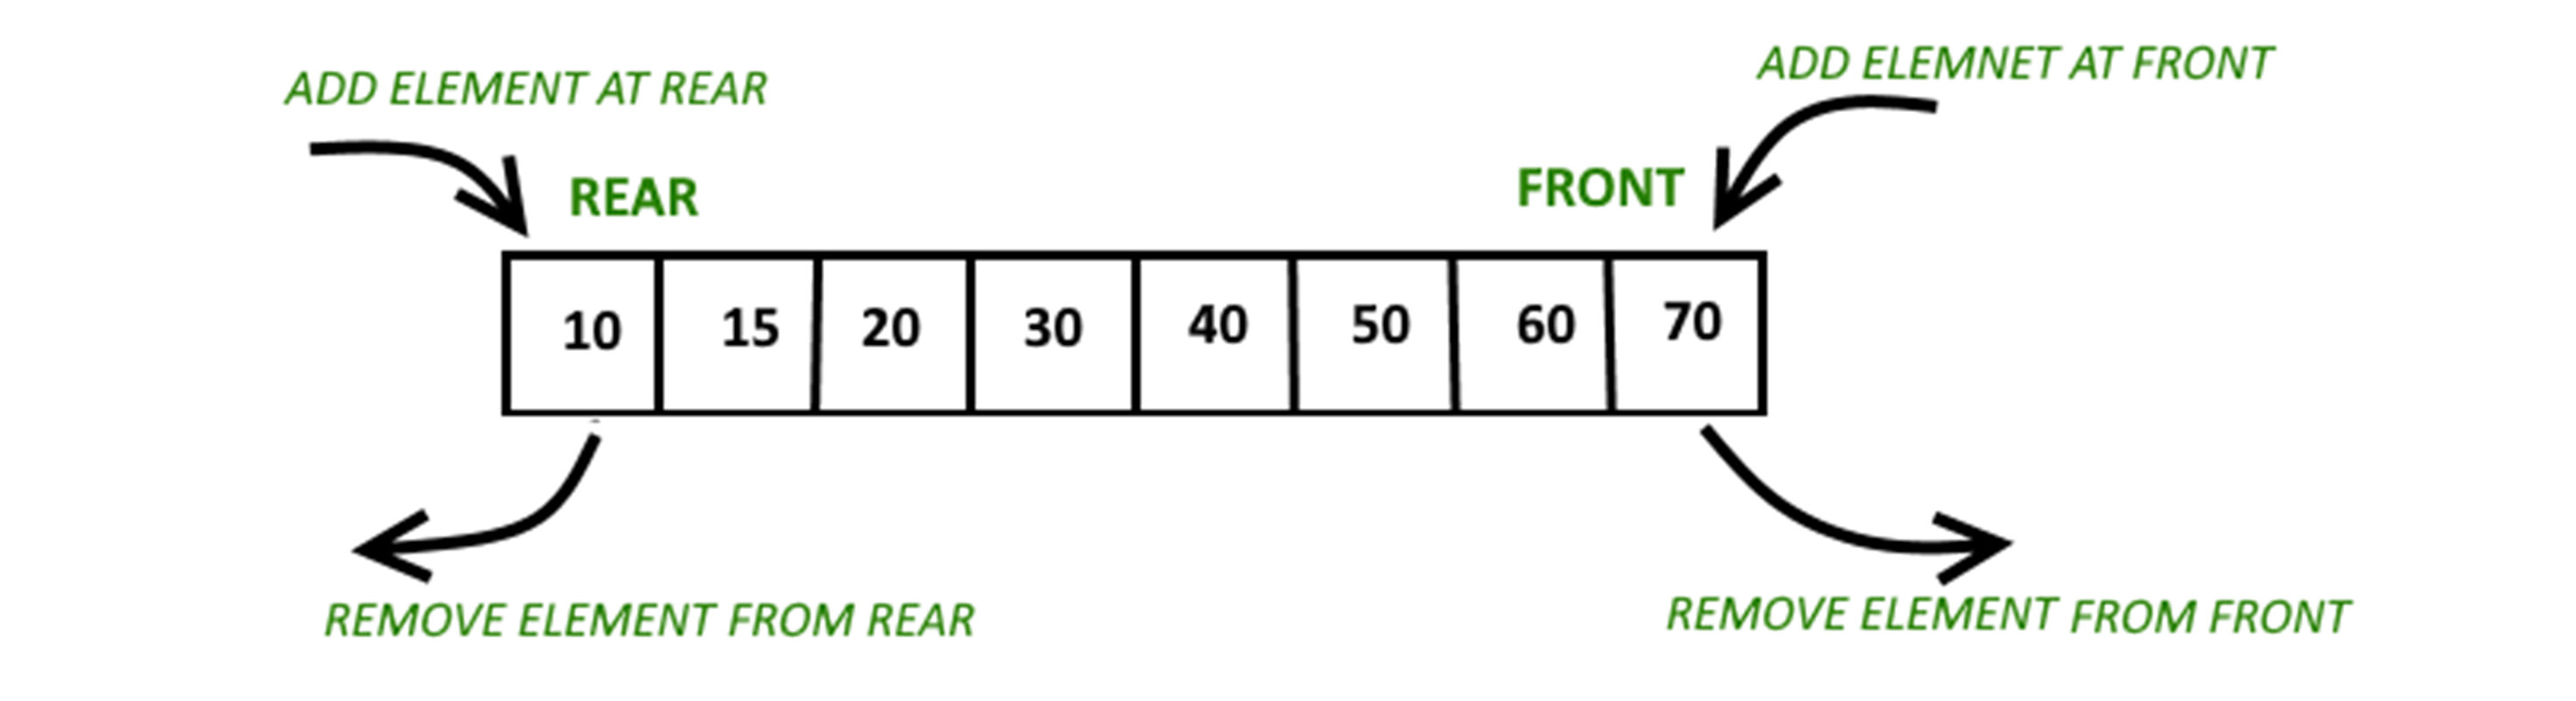 ADD ELEMENT AT REAR
ADD ELEMNET AT FRONT
REAR
FRONT
10 15 20 30 40 50 60 70
REMOVE ELEMENT FROM REAR
REMOVE ELEMENT FROM FRONT